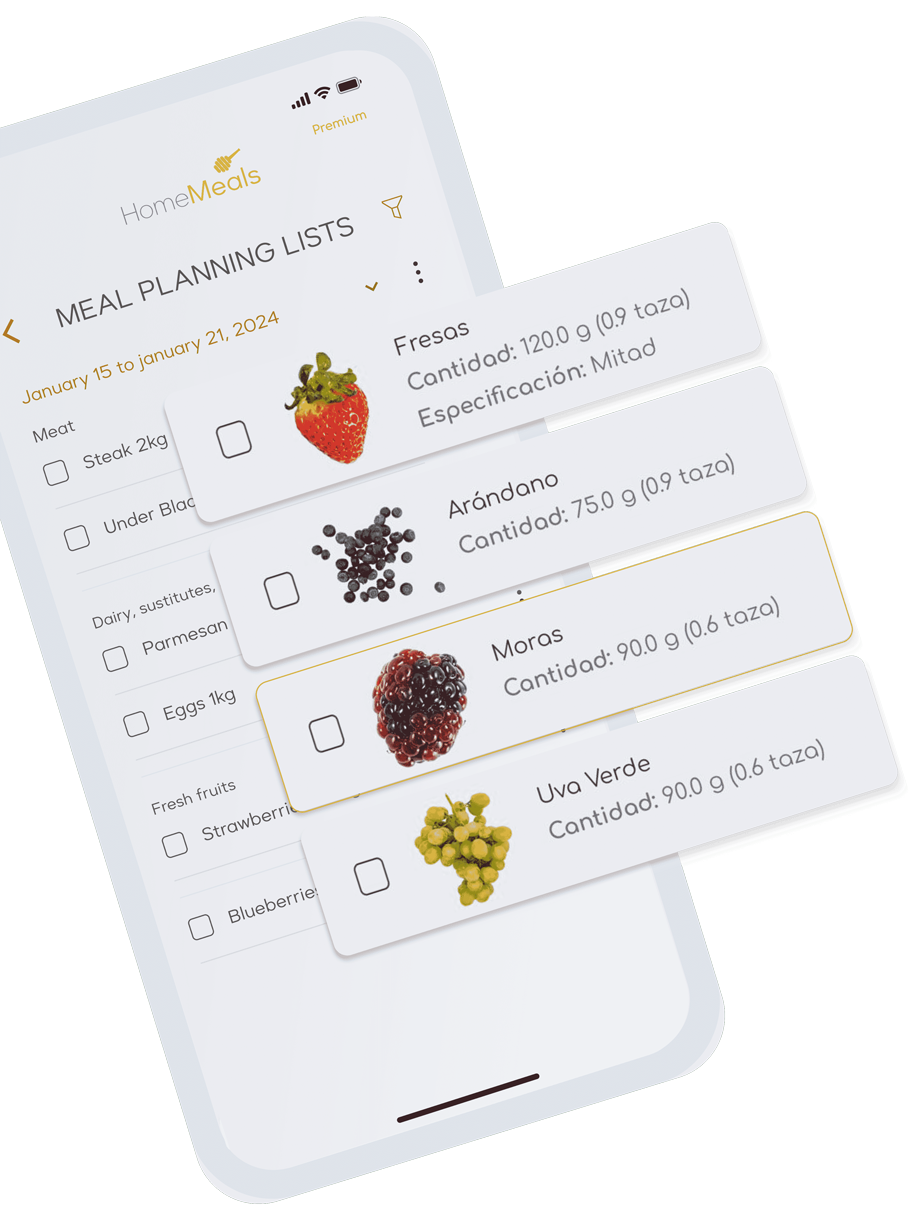 Premium
HomeMeals
MEAL PLANNING LISTS
January 15 to january 21, 2024
Meat
Steak 2kg
Under Blac
Dairy, sustitutes,
Parmesan
Eggs 1kg
Fresh fruits
Strawberrie
Blueberries
Fresas
Cantidad: 120.0 g (0.9 taza)
Especificación: Mitad
Arándano
Cantidad: 75.0 g (0.9 taza)
Moras
Cantidad: 90.0 g (0.6 taza)
Uva Verde
Cantidad: 90.0 g (0.6 taza)